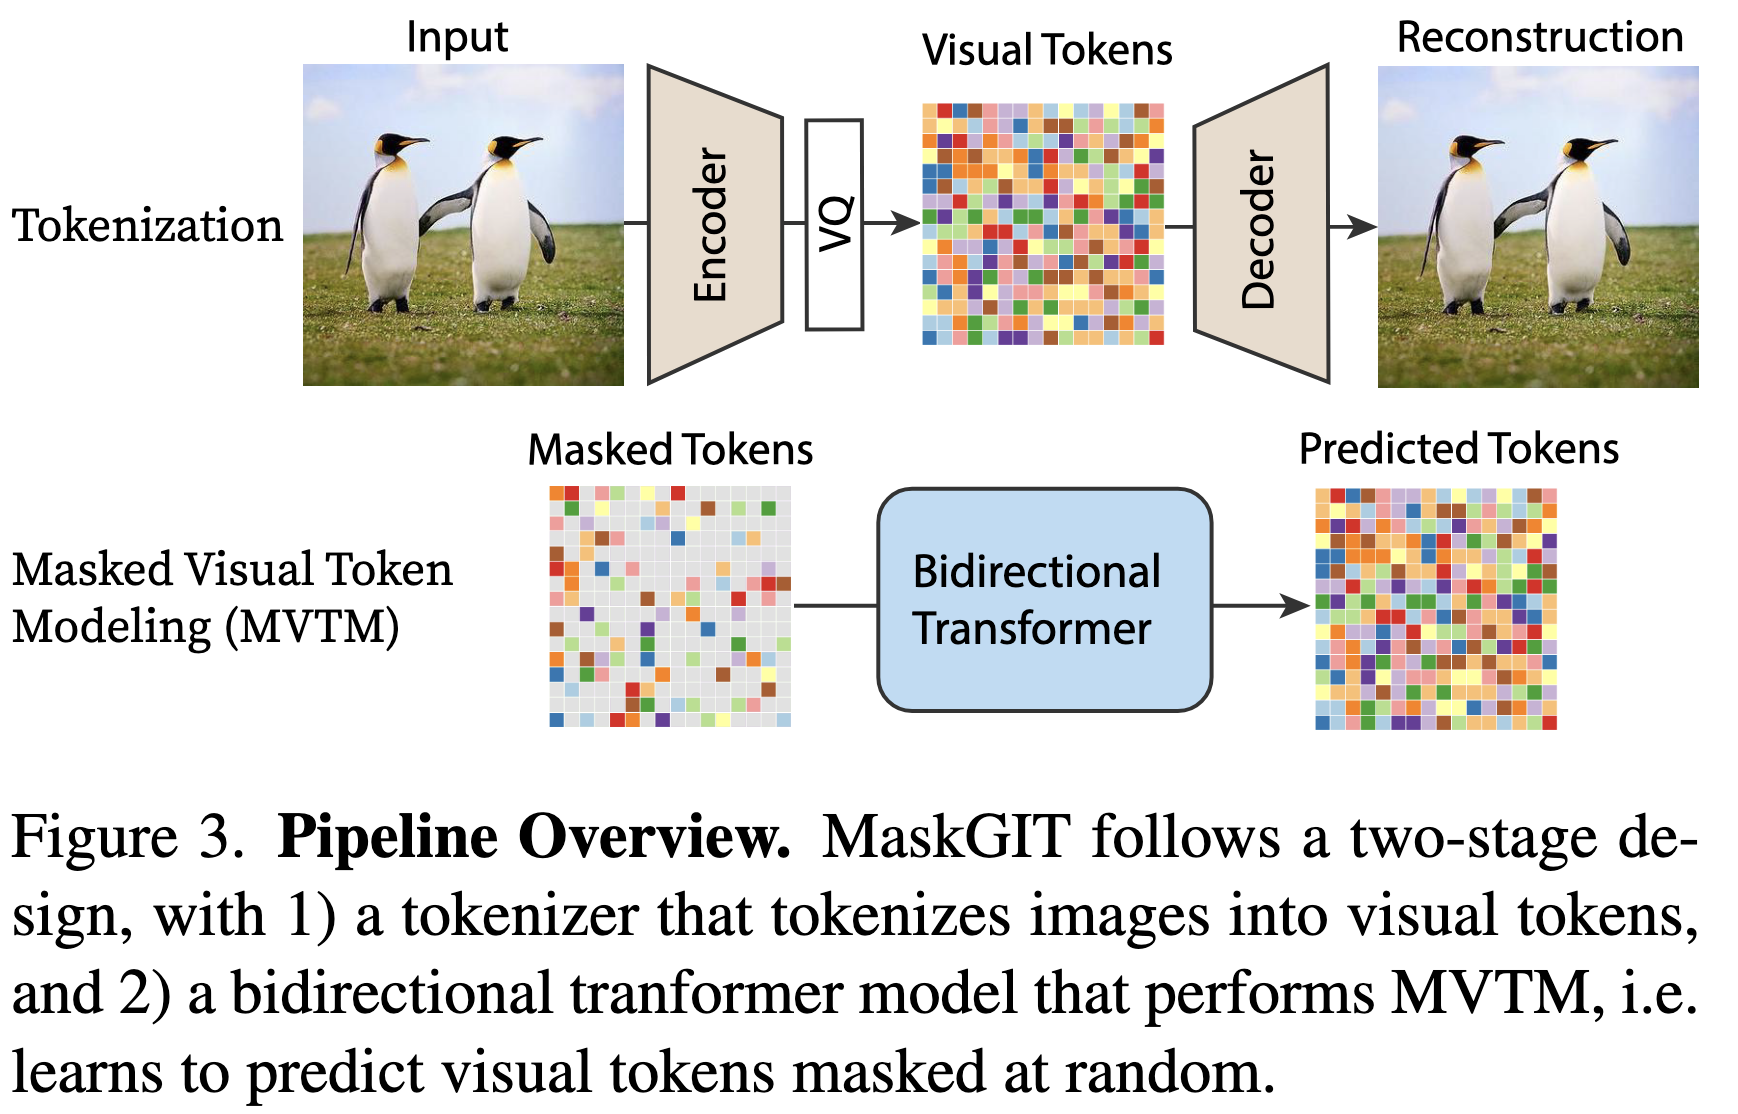 Input
Visual Tokens
Reconstruction
Tokenization
Encoder
VQ
Decoder
Masked Tokens
Predicted Tokens
Masked Visual Token
Modeling (MVTM)
Bidirectional
Transformer
Figure 3. Pipeline Overview. MaskGIT follows a two-stage de-
sign, with 1) a tokenizer that tokenizes images into visual tokens,
and 2) a bidirectional tranformer model that performs MVTM, i.e.
learns to predict visual tokens masked at random.